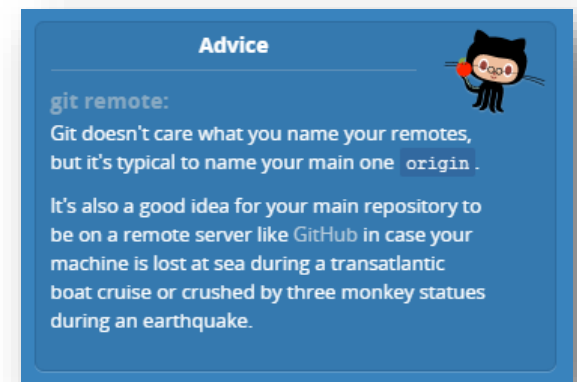 Advice
git remote:
Git doesn't care what you name your remotes,
but it's typical to name your main one origin.
It's also a good idea for your main repository to
be on a remote server like GitHub in case your
machine is lost at sea during a transatlantic
boat cruise or crushed by three monkey statues
during an earthquake.